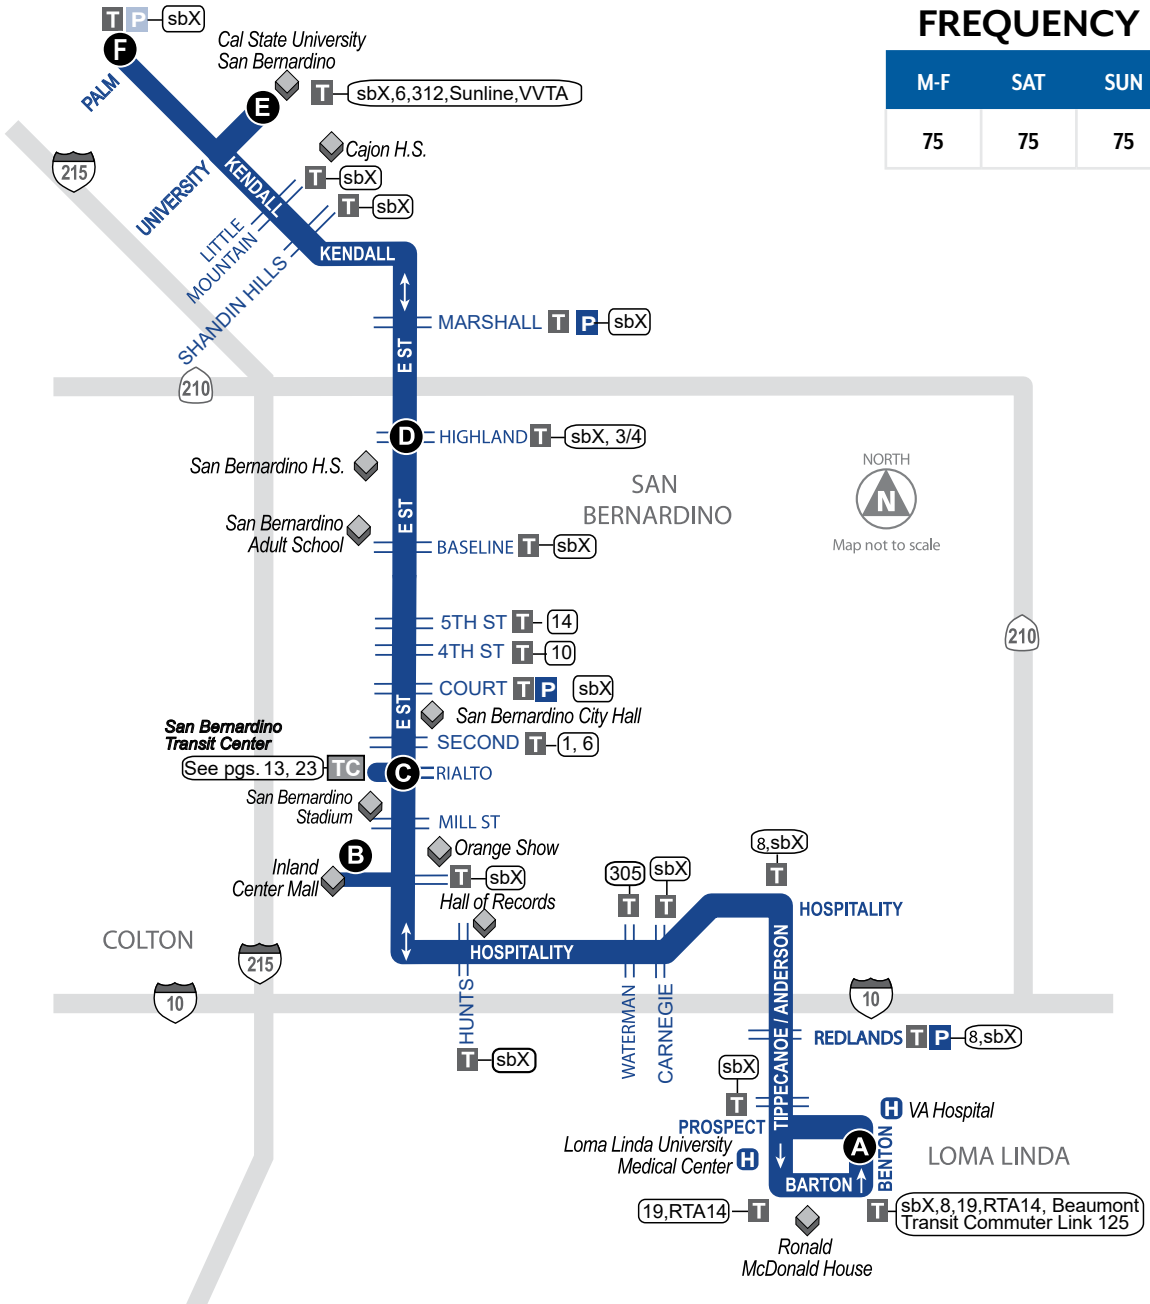 FREQUENCY
M-F SAT SUN
75 75 75
T P sbX
F
Cal State University
San Bernardino
PALM
E
T sbX,6,312,Sunline,VVTA
215
Cajon H.S.
T sbX
T sbX
UNIVERSITY
KENDALL
LITTLE
MOUNTAIN
SHANDIN HILLS
KENDALL
MARSHALL T P sbX
E ST
210
D
HIGHLAND T sbX, 3/4
San Bernardino H.S.
SAN
BERNARDINO
NORTH
N
Map not to scale
E ST
San Bernardino
Adult School
BASELINE T sbX
5TH ST T 14
4TH ST T 10
210
COURT T P sbX
E ST
San Bernardino City Hall
San Bernardino
Transit Center
SECOND T 1, 6
See pgs. 13, 23 TC
C
RIALTO
San Bernardino
Stadium
MILL ST
B
Orange Show
Inland
Center Mall
T sbX
Hall of Records
305
T
sbX
T
8,sbX
T
HOSPITALITY
COLTON
215
HOSPITALITY
10
10
HUNTS
T sbX
WATERMAN
CARNEGIE
TIPPECANOE / ANDERSON
REDLANDS T P 8,sbX
sbX
T
PROSPECT
H VA Hospital
Loma Linda University
Medical Center H
A
BENTON
LOMA LINDA
BARTON
19,RTA14 T
T sbX,8,19,RTA14, Beaumont
Transit Commuter Link 125
Ronald
McDonald House